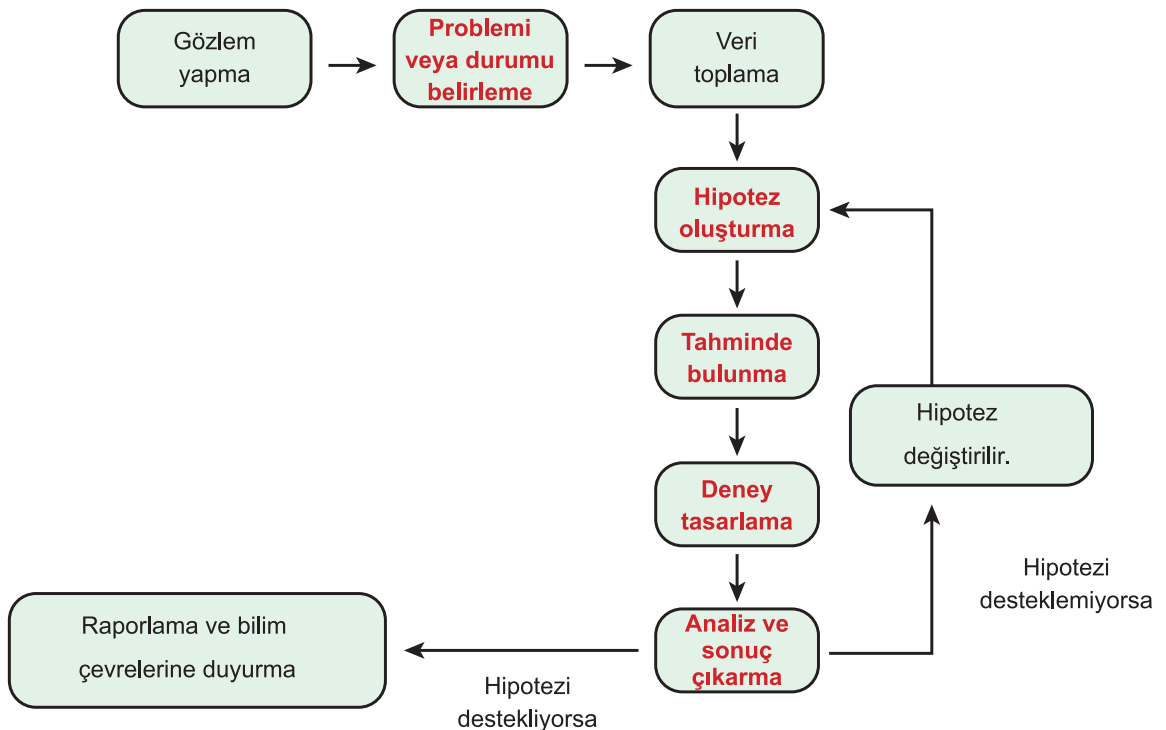 Gözlem
yapma
Problemi
veya durumu
belirleme
Veri
toplama
Hipotez
oluşturma
Tahminde
bulunma
Deney
tasarlama
Analiz ve
sonuç
çıkarma
Hipotez
değiştirilir.
Hipotezi
desteklemiyorsa
Hipotezi
destekliyorsa
Raporlama ve bilim
çevrelerine duyurma